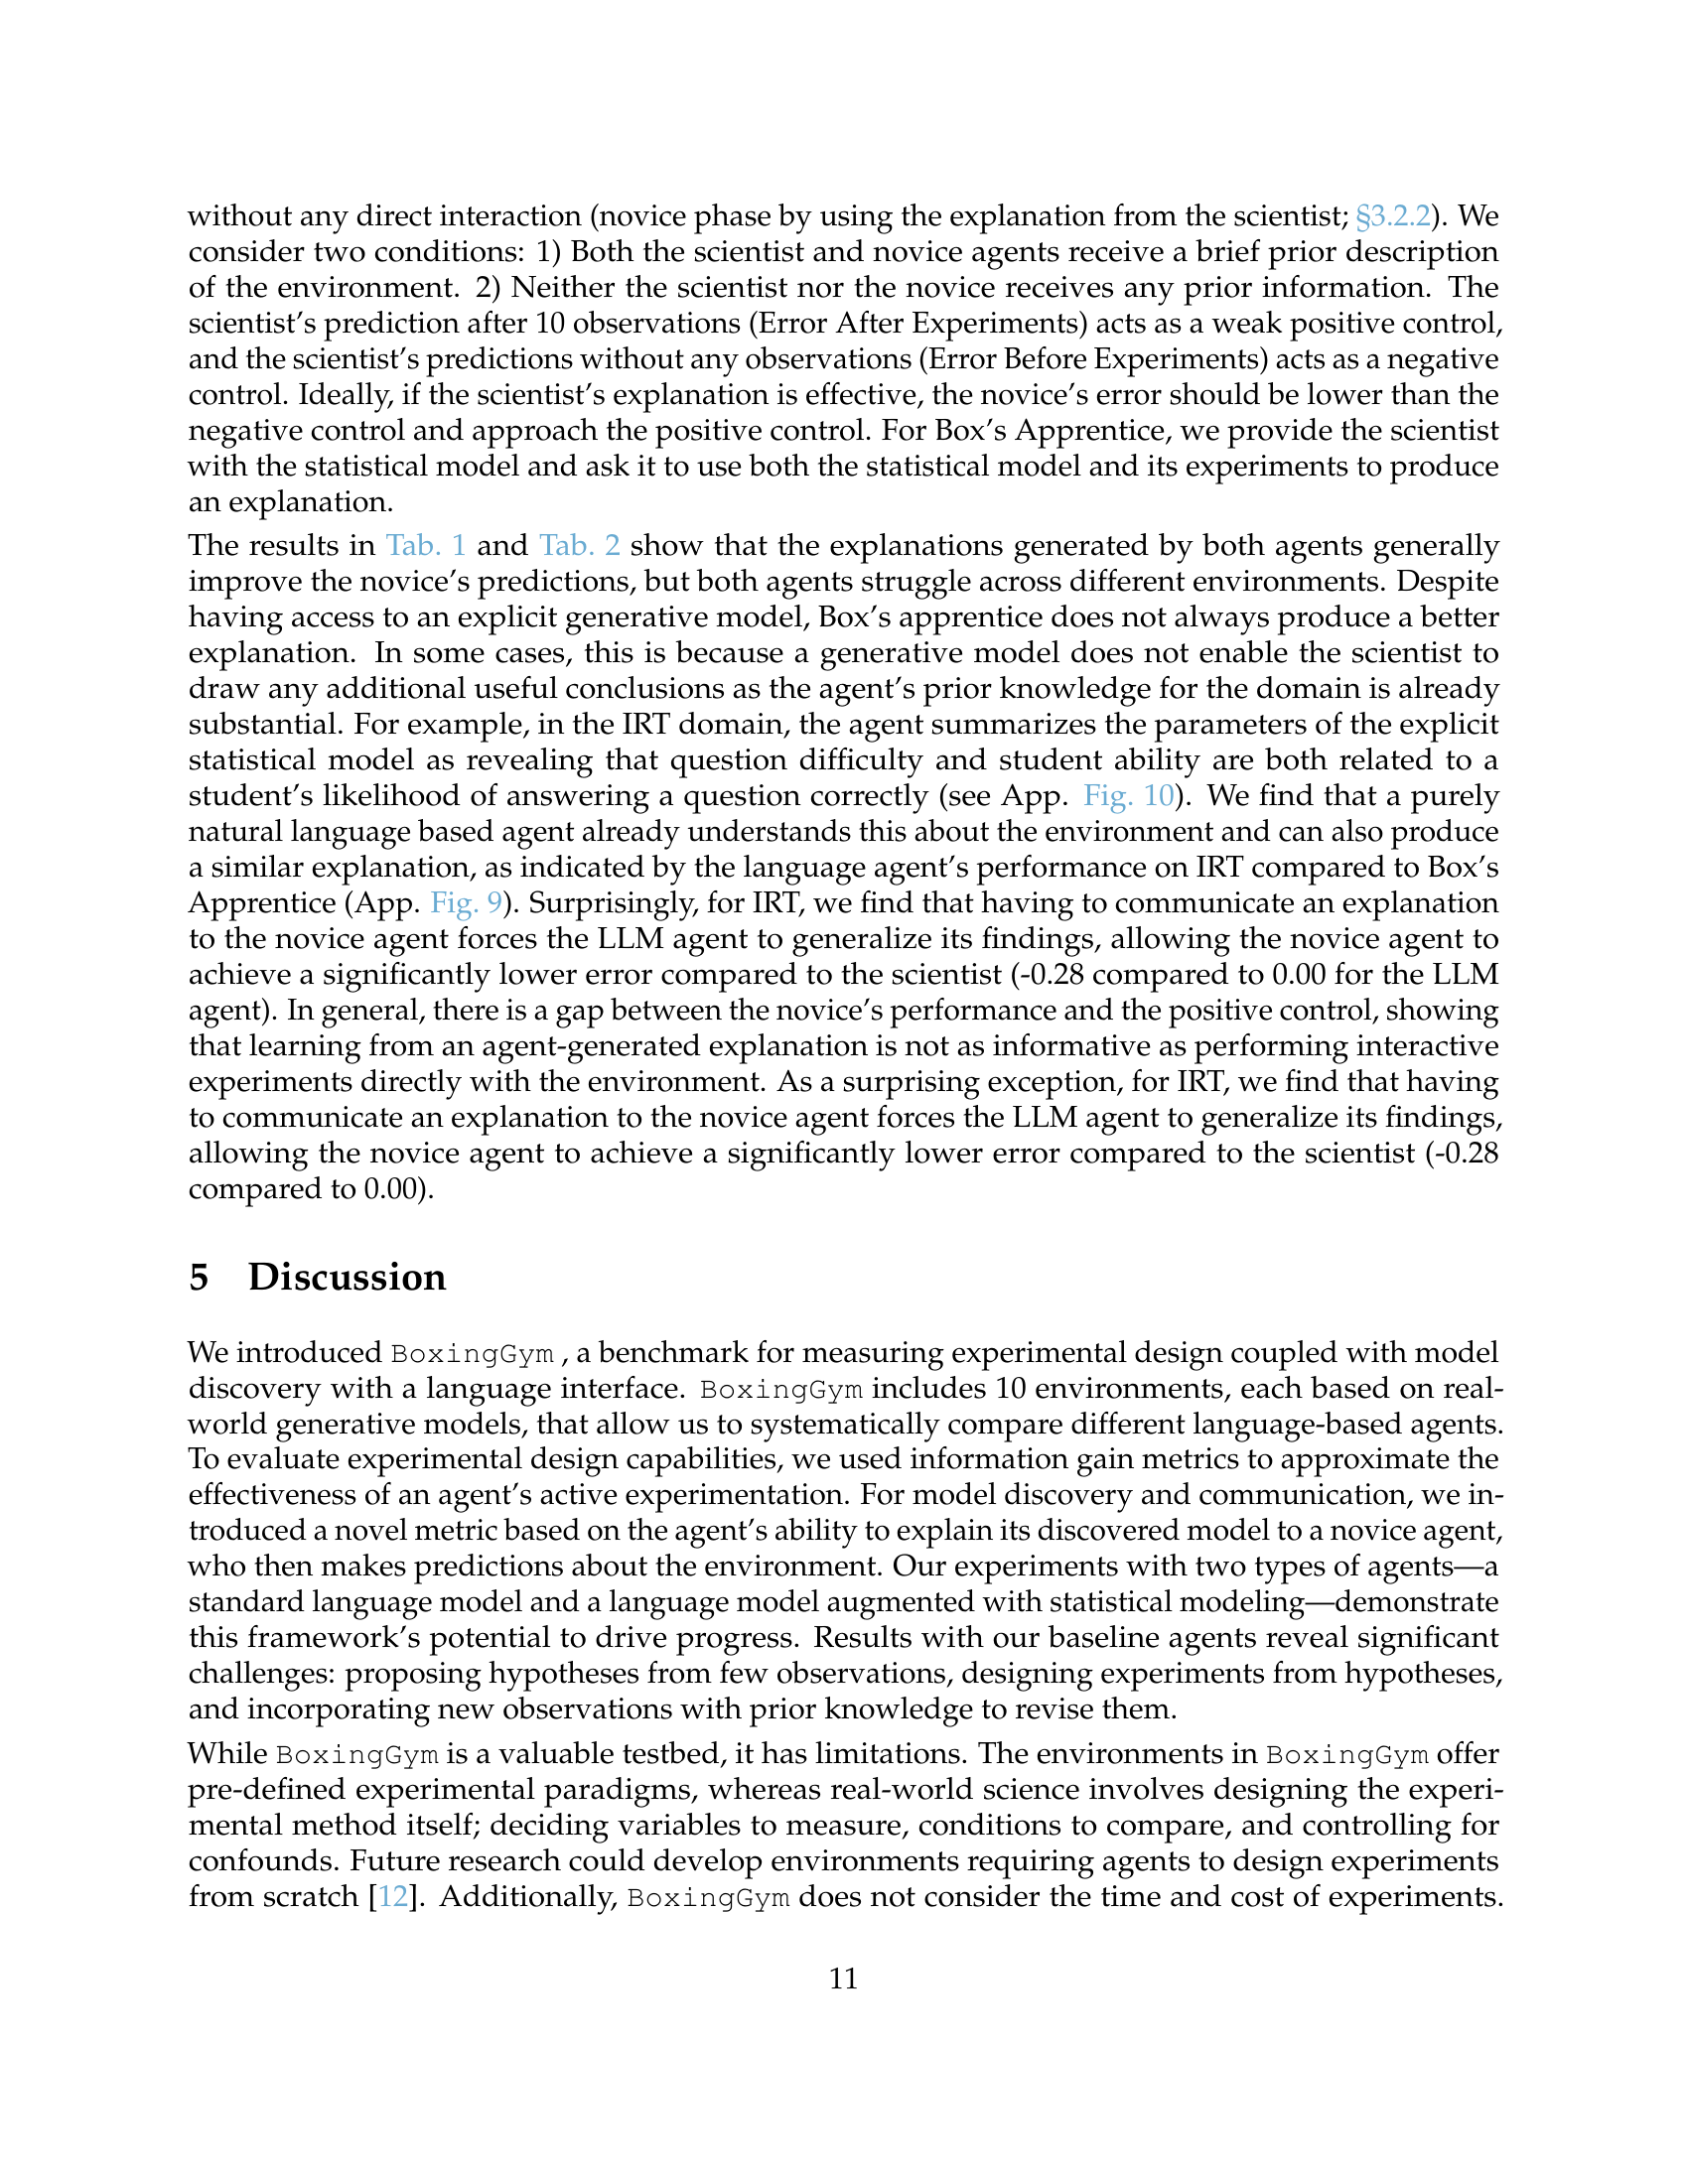 without any direct interaction (novice phase by using the explanation from the scientist; §3.2.2). We
consider two conditions: 1) Both the scientist and novice agents receive a brief prior description
of the environment. 2) Neither the scientist nor the novice receives any prior information. The
scientist's prediction after 10 observations (Error After Experiments) acts as a weak positive control,
and the scientist's predictions without any observations (Error Before Experiments) acts as a negative
control. Ideally, if the scientist's explanation is effective, the novice's error should be lower than the
negative control and approach the positive control. For Box's Apprentice, we provide the scientist
with the statistical model and ask it to use both the statistical model and its experiments to produce
an explanation.
The results in Tab. 1 and Tab. 2 show that the explanations generated by both agents generally
improve the novice's predictions, but both agents struggle across different environments. Despite
having access to an explicit generative model, Box's apprentice does not always produce a better
explanation. In some cases, this is because a generative model does not enable the scientist to
draw any additional useful conclusions as the agent's prior knowledge for the domain is already
substantial. For example, in the IRT domain, the agent summarizes the parameters of the explicit
statistical model as revealing that question difficulty and student ability are both related to a
student's likelihood of answering a question correctly (see App. Fig. 10). We find that a purely
natural language based agent already understands this about the environment and can also produce
a similar explanation, as indicated by the language agent's performance on IRT compared to Box's
Apprentice (App. Fig. 9). Surprisingly, for IRT, we find that having to communicate an explanation
to the novice agent forces the LLM agent to generalize its findings, allowing the novice agent to
achieve a significantly lower error compared to the scientist (-0.28 compared to 0.00 for the LLM
agent). In general, there is a gap between the novice's performance and the positive control, showing
that learning from an agent-generated explanation is not as informative as performing interactive
experiments directly with the environment. As a surprising exception, for IRT, we find that having
to communicate an explanation to the novice agent forces the LLM agent to generalize its findings,
allowing the novice agent to achieve a significantly lower error compared to the scientist (-0.28
compared to 0.00).
5 Discussion
We introduced BoxingGym , a benchmark for measuring experimental design coupled with model
discovery with a language interface. BoxingGym includes 10 environments, each based on real-
world generative models, that allow us to systematically compare different language-based agents.
To evaluate experimental design capabilities, we used information gain metrics to approximate the
effectiveness of an agent's active experimentation. For model discovery and communication, we in-
troduced a novel metric based on the agent's ability to explain its discovered model to a novice agent,
who then makes predictions about the environment. Our experiments with two types of agents—a
standard language model and a language model augmented with statistical modeling—demonstrate
this framework's potential to drive progress. Results with our baseline agents reveal significant
challenges: proposing hypotheses from few observations, designing experiments from hypotheses,
and incorporating new observations with prior knowledge to revise them.
While BoxingGym is a valuable testbed, it has limitations. The environments in BoxingGym offer
pre-defined experimental paradigms, whereas real-world science involves designing the experi-
mental method itself; deciding variables to measure, conditions to compare, and controlling for
confounds. Future research could develop environments requiring agents to design experiments
from scratch [12]. Additionally, BoxingGym does not consider the time and cost of experiments.
11